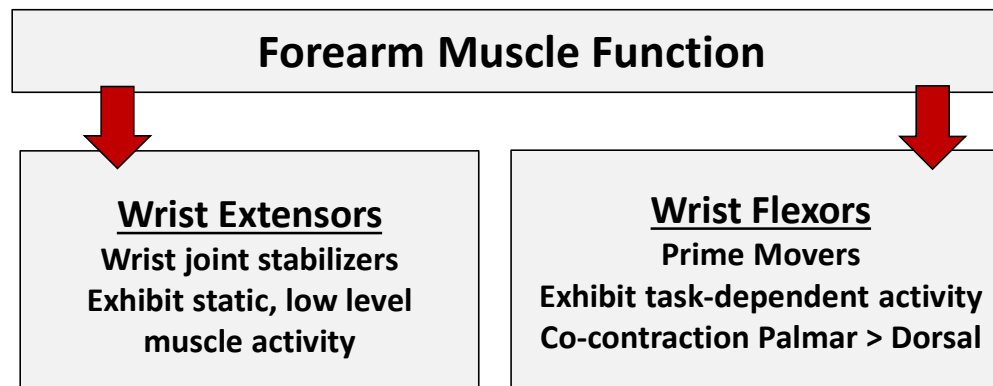 Forearm Muscle Function
Wrist Extensors
Wrist joint stabilizers
Exhibit static, low level
muscle activity
Wrist Flexors
Prime Movers
Exhibit task-dependent activity
Co-contraction Palmar > Dorsal